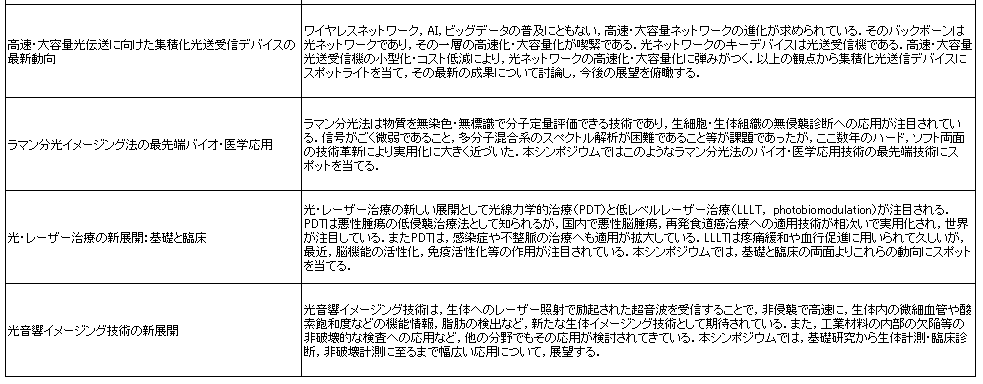 高速・大容量光伝送に向けた集積化光送受信デバイスの
最新動向
ワイヤレスネットワーク，AI，ビッグデータの普及にともない，高速・大容量ネットワークの進化が求められている．そのバックボーンは
光ネットワークであり，その一層の高速化・大容量化が喫緊である．光ネットワークのキーデバイスは光送受信機である．高速・大容量
光送受信機の小型化・コスト低減により，光ネットワークの高速化・大容量化に弾みがつく．以上の観点から集積化光送受信デバイスに
スポットライトを当て，その最新の成果について討論し，今後の展望を俯瞰する．
ラマン分光イメージング法の最先端バイオ・医学応用
ラマン分光法は物質を無染色・無標識で分子定量評価できる技術であり，生細胞・生体組織の無侵襲診断への応用が注目されてい
る．信号がごく微弱であること，多分子混合系のスペクトル解析が困難であること等が課題であったが，ここ数年のハード，ソフト両面
の技術革新により実用化に大きく近づいた．本シンポジウムではこのようなラマン分光法のバイオ・医学応用技術の最先端技術にス
ポットを当てる．
光・レーザー治療の新展開：基礎と臨床
光・レーザー治療の新しい展開として光線力学的治療（PDT）と低レベルレーザー治療（LLLT， photobiomodulation）が注目される．
PDTは悪性腫瘍の低侵襲治療法として知られるが，国内で悪性脳腫瘍，再発食道癌治療への適用技術が相次いで実用化され，世界
が注目している．またPDTは，感染症や不整脈の治療へも適用が拡大している．LLLTは疼痛緩和や血行促進に用いられて久しいが，
最近，脳機能の活性化，免疫活性化等の作用が注目されている．本シンポジウムでは，基礎と臨床の両面よりこれらの動向にスポット
を当てる．
光音響イメージング技術の新展開
光音響イメージング技術は，生体へのレーザー照射で励起された超音波を受信することで，非侵襲で高速に，生体内の微細血管や酸
素飽和度などの機能情報，脂肪の検出など，新たな生体イメージング技術として期待されている．また，工業材料の内部の欠陥等の
非破壊的な検査への応用など，他の分野でもその応用が検討されてきている．本シンポジウムでは，基礎研究から生体計測・臨床診
断，非破壊計測に至るまで幅広い応用について，展望する．